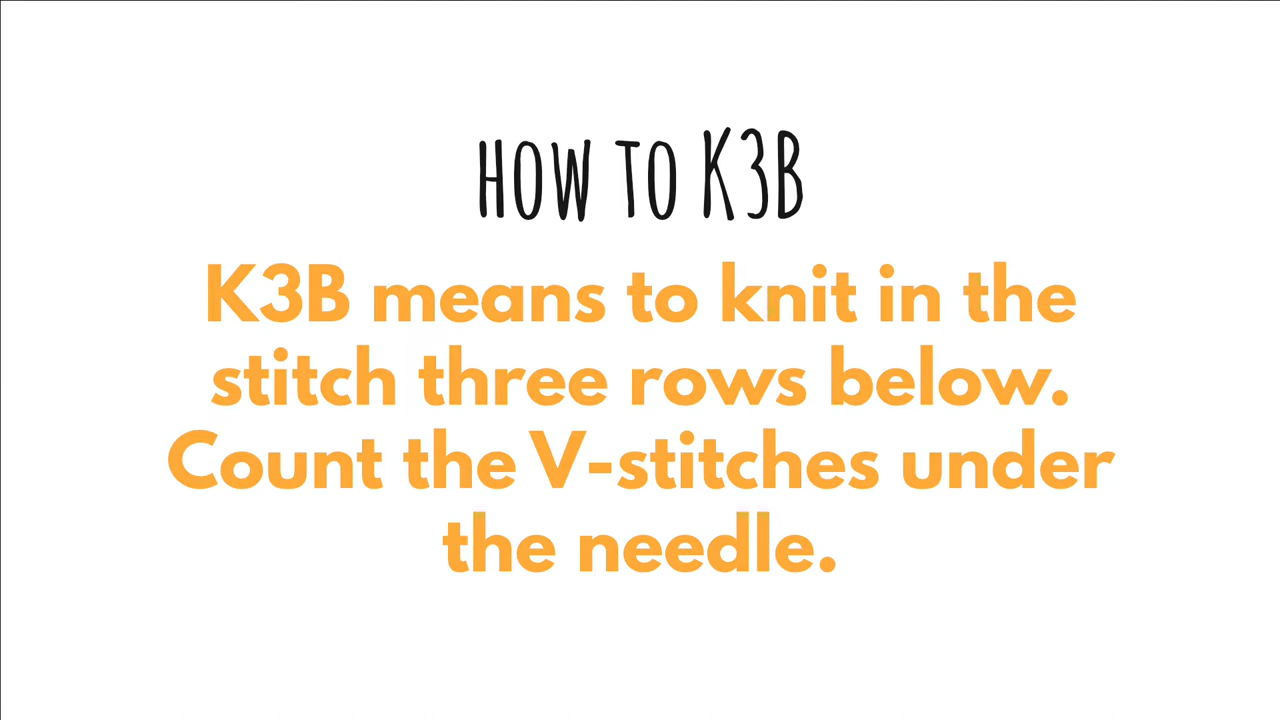 HOW TO K3B
K3B means to knit in the
stitch three rows below.
Count the V-stitches under
the needle.